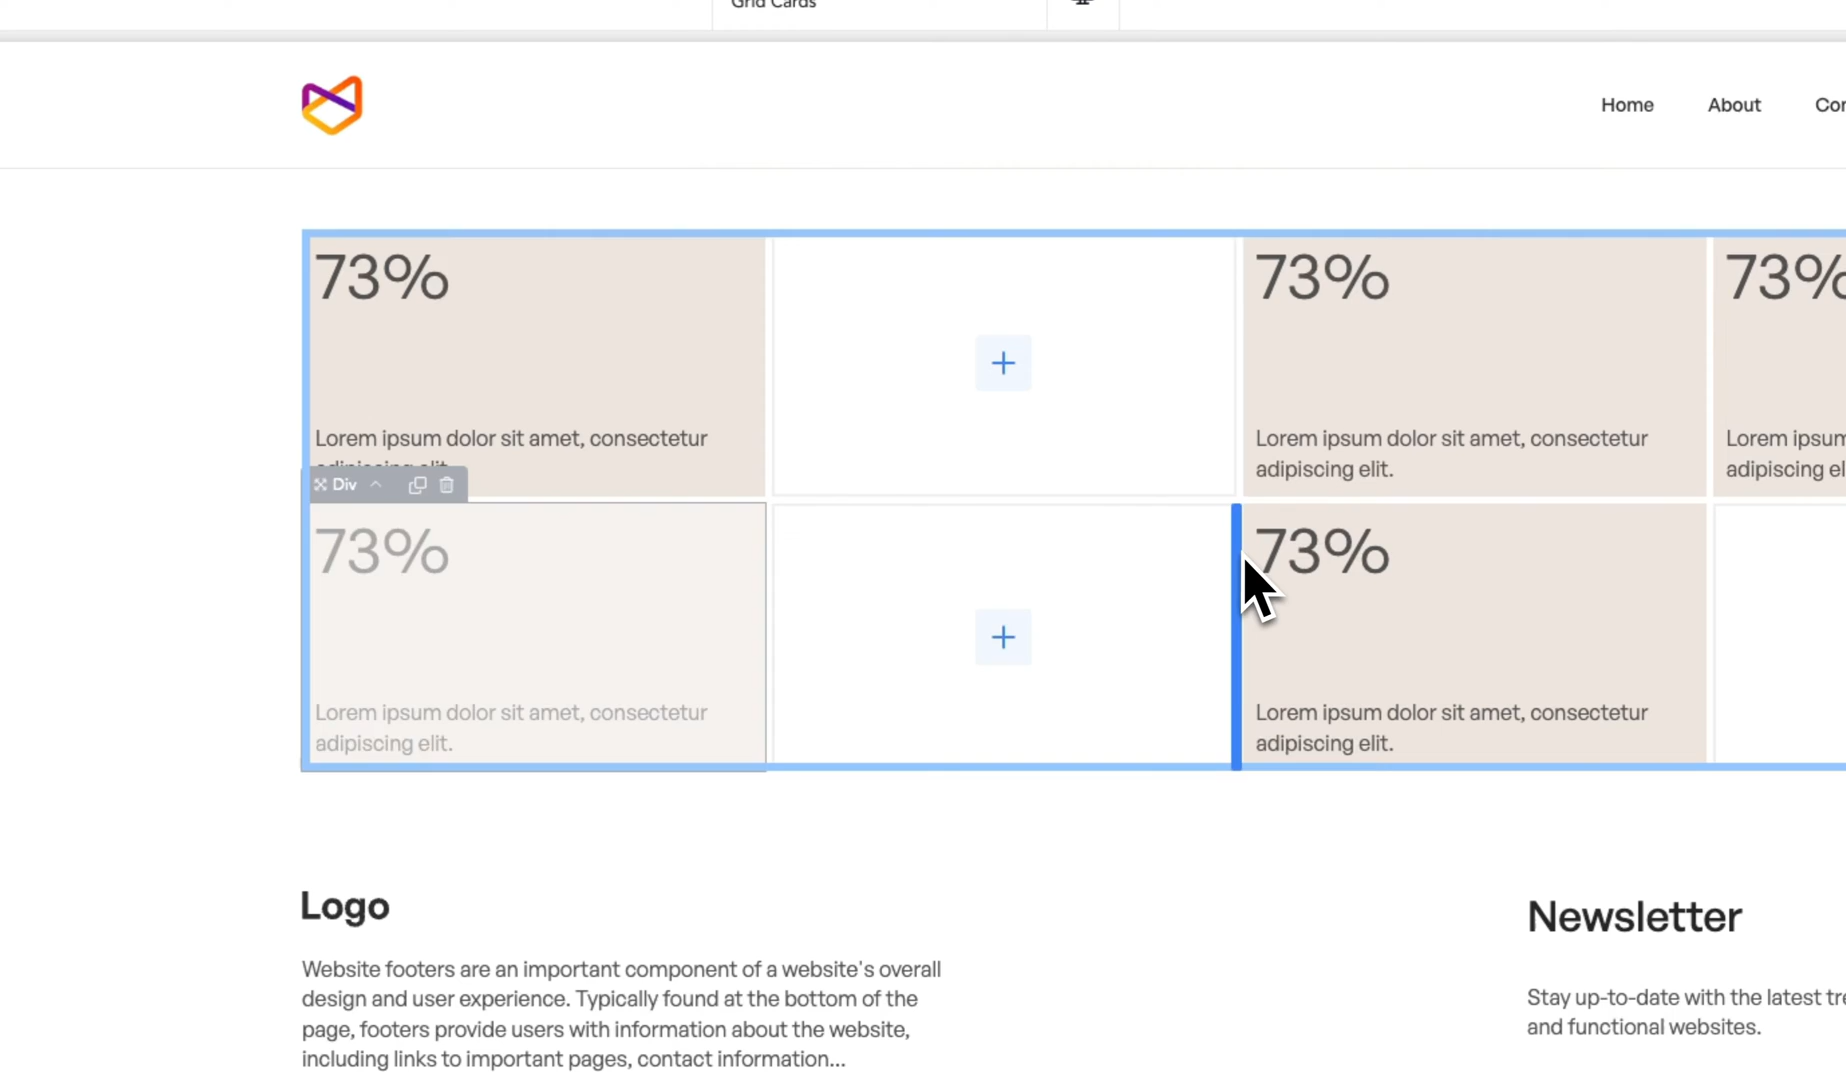 Grid Cards
Home About
73% 73% 73%
Lorem ipsum dolor sit amet, consectetur
adipiscing elit.
Lorem ipsum dolor sit amet, consectetur
adipiscing elit.
Lorem
Div
73% 73%
Lorem ipsum dolor sit amet, consectetur
adipiscing elit.
Lorem ipsum dolor sit amet, consectetur
adipiscing elit.
Logo
Website footers are an important component of a website's overall
design and user experience. Typically found at the bottom of the
page, footers provide users with information about the website,
including links to important pages, contact information...
Newsletter
Stay up-to-date with the latest
and functional websites.